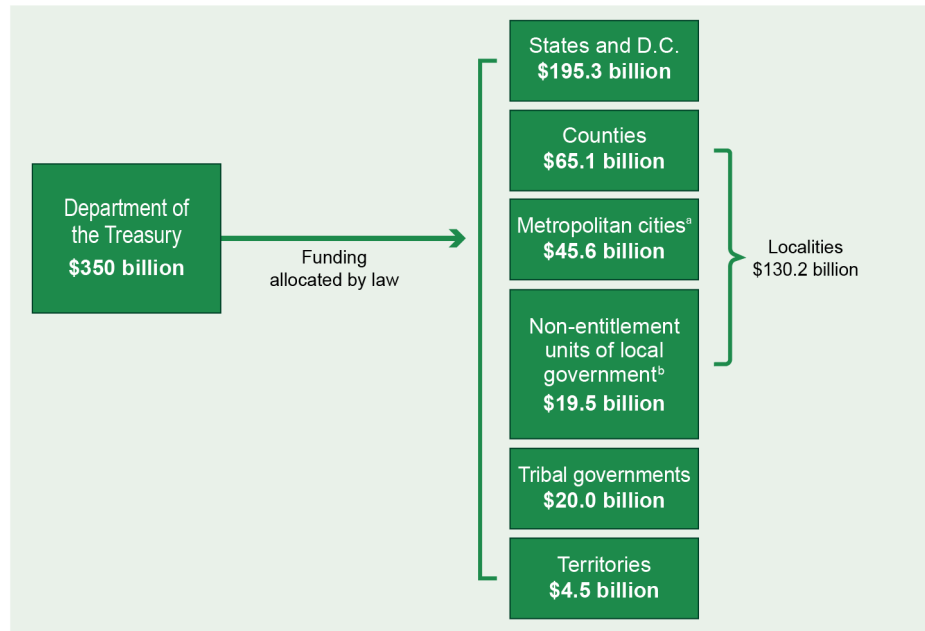 Department of
the Treasury
$350 billion
Funding
allocated by law
States and D.C.
$195.3 billion
Counties
$65.1 billion
Metropolitan citiesᵃ
$45.6 billion
Non-entitlement
units of local
governmentᵇ
$19.5 billion
Tribal governments
$20.0 billion
Territories
$4.5 billion
Localities
$130.2 billion